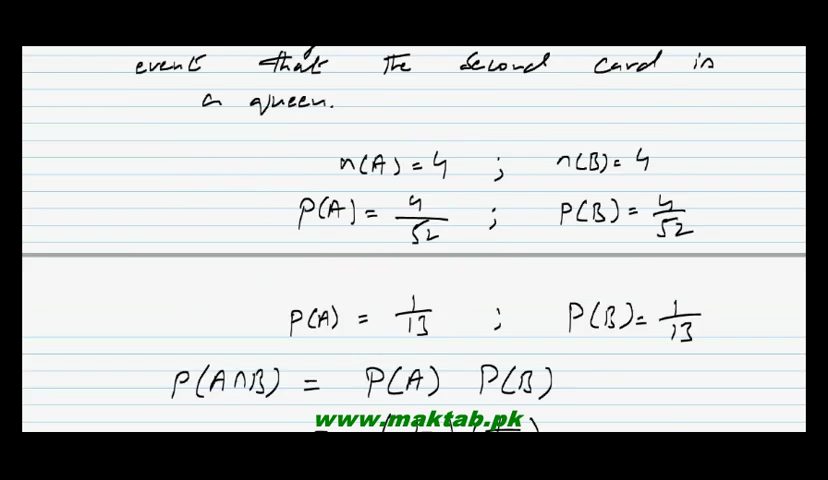 event that the second card is
a queen.
n(A) = 4 ; n(B) = 4
P(A) = 4/52 ; P(B) = 4/52
P(A) = 1/13 ; P(B) = 1/13
P(A∩B) = P(A) P(B)
www.maktab.pk